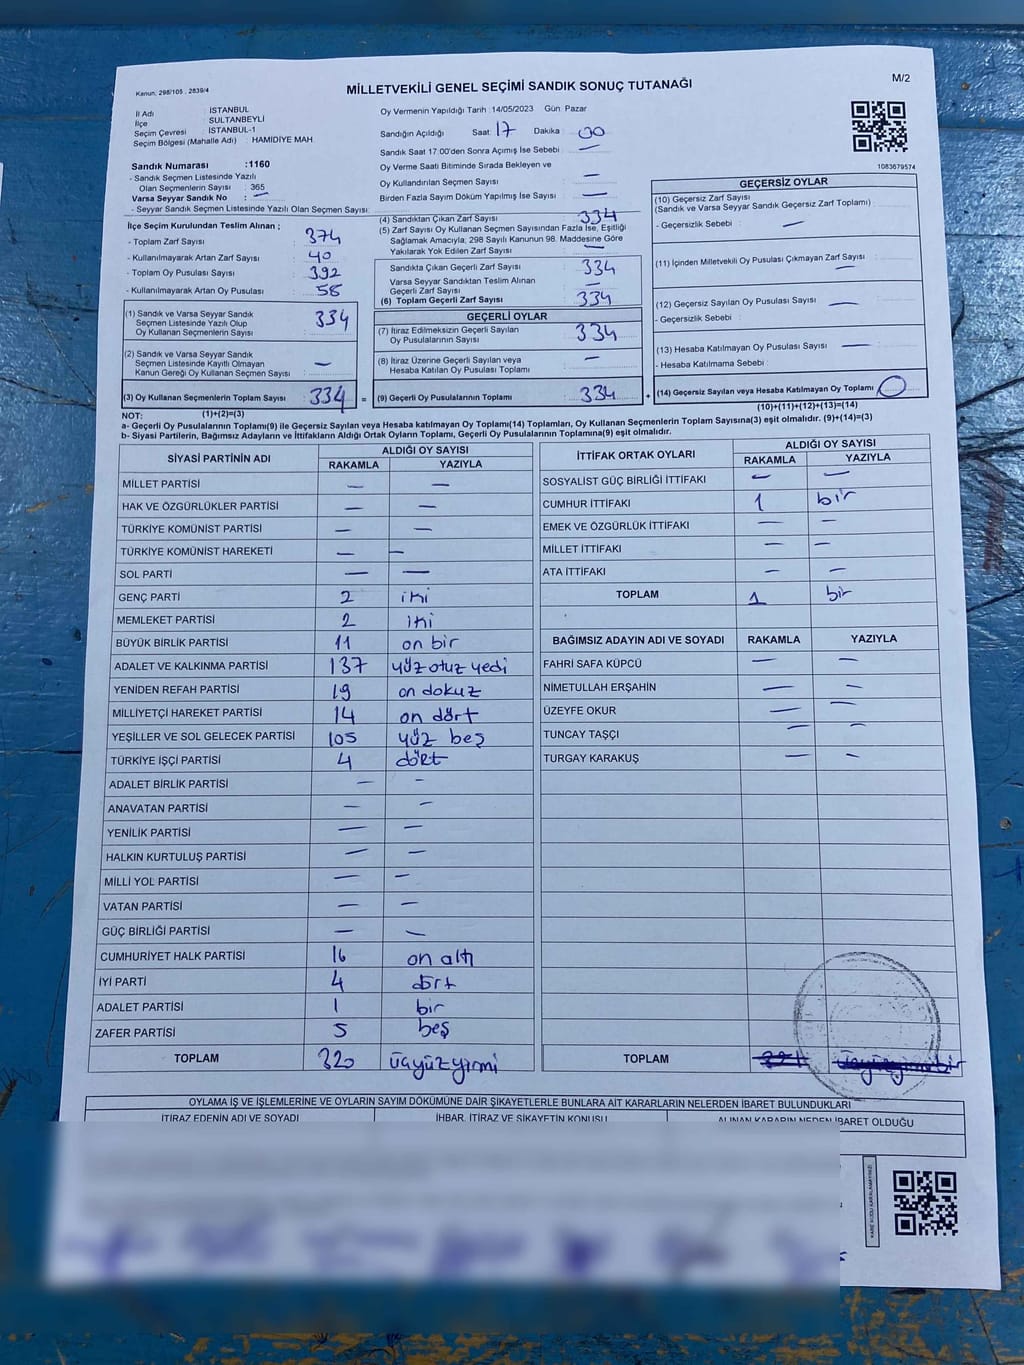 Kanun: 298/105 , 2839/4
MİLLETVEKİLİ GENEL SEÇİMİ SANDIK SONUÇ TUTANAĞI
M/2
İl Adı : İSTANBUL
İlçe : SULTANBEYLİ
Seçim Çevresi : İSTANBUL-1
Seçim Bölgesi (Mahalle Adı) : HAMİDİYE MAH
Sandık Numarası :1160
- Sandık Seçmen Listesinde Yazılı
Olan Seçmenlerin Sayısı : 365
Varsa Seyyar Sandık No : —
- Seyyar Sandık Seçmen Listesinde Yazılı Olan Seçmen Sayısı:
Oy Vermenin Yapıldığı Tarih :14/05/2023 Gün Pazar
Sandığın Açıldığı Saat: 17 Dakika : 00
Sandık Saat 17:00'den Sonra Açımış İse Sebebi : —
Oy Verme Saati Bitiminde Sırada Bekleyen ve
Oy Kullandırılan Seçmen Sayısı : —
Birden Fazla Sayım Döküm Yapılmış İse Sayısı : —
1083679574
İlçe Seçim Kurulundan Teslim Alınan ;
- Toplam Zarf Sayısı : 374
- Kullanılmayarak Artan Zarf Sayısı : 40
- Toplam Oy Pusulası Sayısı : 392
- Kullanılmayarak Artan Oy Pusulası : 58
(1) Sandık ve Varsa Seyyar Sandık
Seçmen Listesinde Yazılı Olup
Oy Kullanan Seçmenlerin Sayısı : 334
(2) Sandık ve Varsa Seyyar Sandık
Seçmen Listesinde Kayıtlı Olmayan
Kanun Gereği Oy Kullanan Seçmen Sayısı : —
(3) Oy Kullanan Seçmenlerin Toplam Sayısı : 334 =
(1)+(2)=(3)
(4) Sandıktan Çıkan Zarf Sayısı : 334
(5) Zarf Sayısı Oy Kullanan Seçmen Sayısından Fazla İse, Eşitliği
Sağlamak Amacıyla, 298 Sayılı Kanunun 98. Maddesine Göre
Yakılarak Yok Edilen Zarf Sayısı : —
Sandıkta Çıkan Geçerli Zarf Sayısı : 334
Varsa Seyyar Sandıktan Teslim Alınan
Geçerli Zarf Sayısı : —
(6) Toplam Geçerli Zarf Sayısı : 334
GEÇERLİ OYLAR
(7) İtiraz Edilmeksizin Geçerli Sayılan
Oy Pusulalarının Sayısı : 334
(8) İtiraz Üzerine Geçerli Sayılan veya
Hesaba Katılan Oy Pusulası Toplamı : —
(9) Geçerli Oy Pusulalarının Toplamı : 334 +
GEÇERSİZ OYLAR
(10) Geçersiz Zarf Sayısı
(Sandık ve Varsa Seyyar Sandık Geçersiz Zarf Toplamı) :
- Geçersizlik Sebebi : —
(11) İçinden Milletvekili Oy Pusulası Çıkmayan Zarf Sayısı : —
(12) Geçersiz Sayılan Oy Pusulası Sayısı : —
- Geçersizlik Sebebi :
(13) Hesaba Katılmayan Oy Pusulası Sayısı : —
- Hesaba Katılmama Sebebi :
(14) Geçersiz Sayılan veya Hesaba Katılmayan Oy Toplamı : 0
(10)+(11)+(12)+(13)=(14)
NOT:
a- Geçerli Oy Pusulasının Toplamı(9) ile Geçersiz Sayılan veya Hesaba katılmayan Oy Toplamı(14) Toplamları, Oy Kullanan Seçmenlerin Toplam Sayısına(3) eşit olmalıdır. (9)+(14)=(3)
b- Siyasi Partilerin, Bağımsız Adayların ve İttifakların Aldığı Ortak Oyların Toplamı, Geçerli Oy Pusulalarının Toplamına(9) eşit olmalıdır.
SİYASİ PARTİNİN ADI ALDIĞI OY SAYISI
RAKAMLA YAZIYLA
MİLLET PARTİSİ — —
HAK VE ÖZGÜRLÜKLER PARTİSİ — —
TÜRKİYE KOMÜNİST PARTİSİ — —
TÜRKİYE KOMÜNİST HAREKETİ — —
SOL PARTİ — —
GENÇ PARTİ 2 iki
MEMLEKET PARTİSİ 2 iki
BÜYÜK BİRLİK PARTİSİ 11 on bir
ADALET VE KALKINMA PARTİSİ 137 yüz otuz yedi
YENİDEN REFAH PARTİSİ 19 on dokuz
MİLLİYETÇİ HAREKET PARTİSİ 14 on dört
YEŞİLLER VE SOL GELECEK PARTİSİ 105 yüz beş
TÜRKİYE İŞÇİ PARTİSİ 4 dört
ADALET BİRLİK PARTİSİ — —
ANAVATAN PARTİSİ — —
YENİLİK PARTİSİ — —
HALKIN KURTULUŞ PARTİSİ — —
MİLLİ YOL PARTİSİ — —
VATAN PARTİSİ — —
GÜÇ BİRLİĞİ PARTİSİ — —
CUMHURİYET HALK PARTİSİ 16 on altı
İYİ PARTİ 4 dört
ADALET PARTİSİ 1 bir
ZAFER PARTİSİ 5 beş
TOPLAM 320 üçyüzyirmi
İTTİFAK ORTAK OYLARI ALDIĞI OY SAYISI
RAKAMLA YAZIYLA
SOSYALİST GÜÇ BİRLİĞİ İTTİFAKI — —
CUMHUR İTTİFAKI 1 bir
EMEK VE ÖZGÜRLÜK İTTİFAKI — —
MİLLET İTTİFAKI — —
ATA İTTİFAKI — —
TOPLAM 1 bir
BAĞIMSIZ ADAYIN ADI VE SOYADI RAKAMLA YAZIYLA
FAHRİ SAFA KÜPCÜ — —
NİMETULLAH ERŞAHİN — —
ÜZEYFE OKUR — —
TUNCAY TAŞÇI — —
TURGAY KARAKUŞ — —
TOPLAM
OYLAMA İŞ VE İŞLEMLERİNE VE OYLARIN SAYIM DÖKÜMÜNE DAİR ŞİKAYETLERLE BUNLARA AİT KARARLARIN NELERDEN İBARET BULUNDUKLARI
İTİRAZ EDENİN ADI VE SOYADI İHBAR, İTİRAZ VE ŞİKAYETİN KONUSU ALINAN KARARIN NEDEN İBARET OLDUĞU